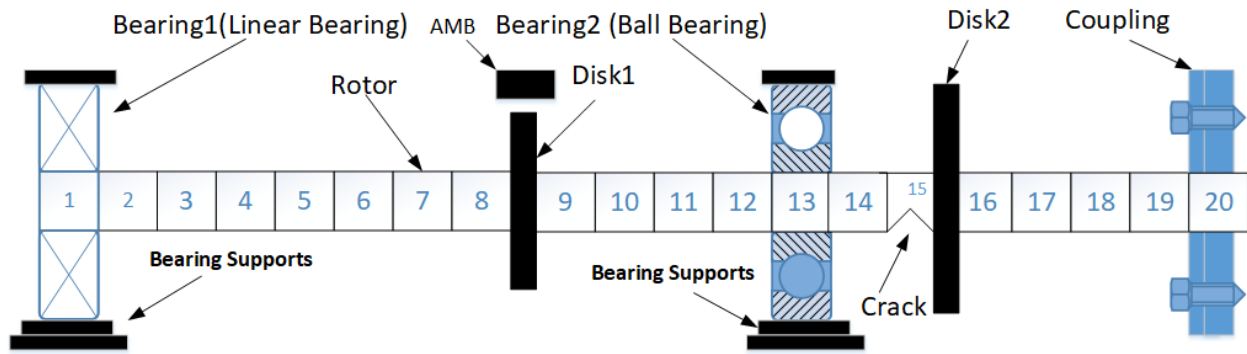 Bearing1(Linear Bearing)
AMB
Bearing2 (Ball Bearing)
Disk2
Coupling
Rotor
Disk1
1 2 3 4 5 6 7 8 9 10 11 12 13 14 15 16 17 18 19 20
Bearing Supports
Bearing Supports
Crack